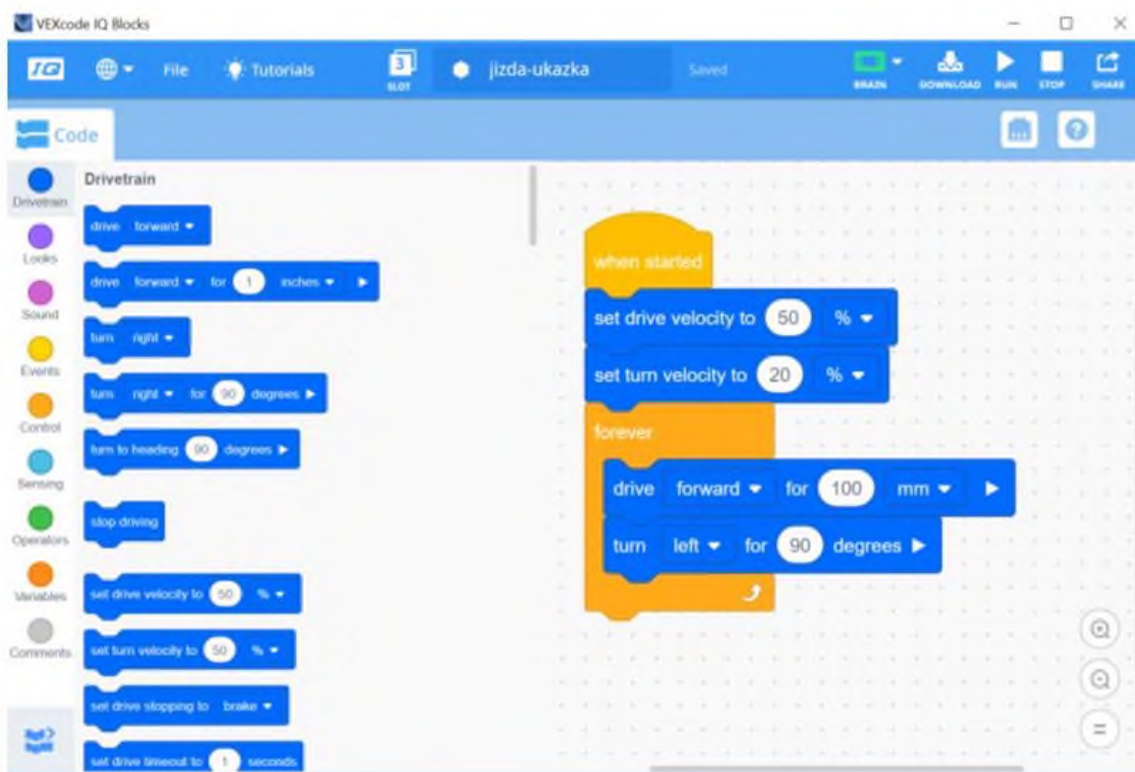 VEXcode IQ Blocks
IQ File Tutorials 3 SLOT jizda-ukazka Saved BRAIN DOWNLOAD RUN STOP SHARE
Code
Drivetrain
Looks
Sound
Events
Control
Sensing
Operators
Variables
Comments
Drivetrain
drive forward
drive forward for 1 inches
turn right
turn right for 90 degrees
turn to heading 90 degrees
stop driving
set drive velocity to 50 %
set turn velocity to 50 %
set drive stopping to brake
set drive timeout to 1 seconds
when started
set drive velocity to 50 %
set turn velocity to 20 %
forever
drive forward for 100 mm
turn left for 90 degrees